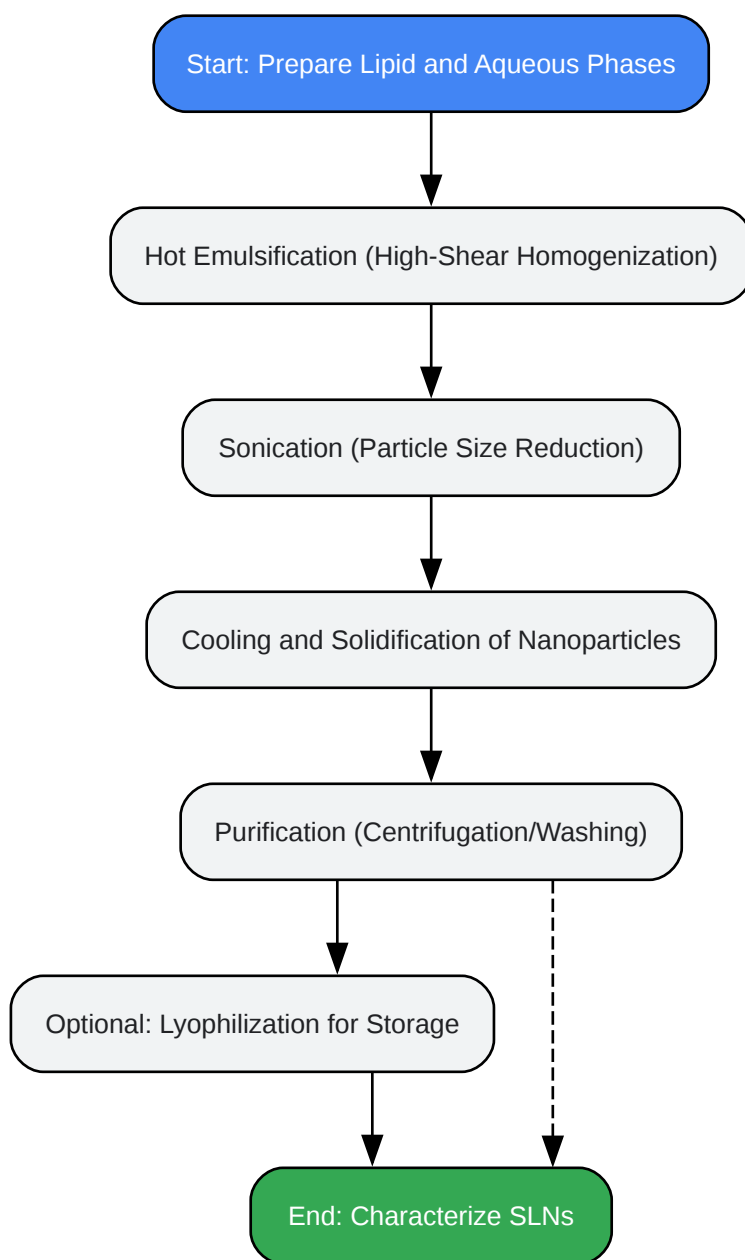 Start: Prepare Lipid and Aqueous Phases
Hot Emulsification (High-Shear Homogenization)
Sonication (Particle Size Reduction)
Cooling and Solidification of Nanoparticles
Purification (Centrifugation/Washing)
Optional: Lyophilization for Storage
End: Characterize SLNs